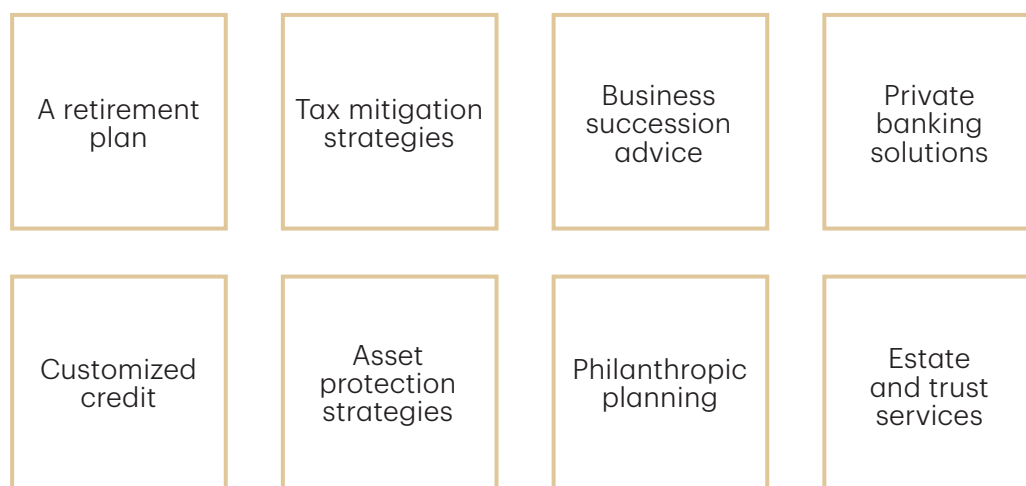 A retirement
plan
Tax mitigation
strategies
Business
succession
advice
Private
banking
solutions
Customized
credit
Asset
protection
strategies
Philanthropic
planning
Estate
and trust
services